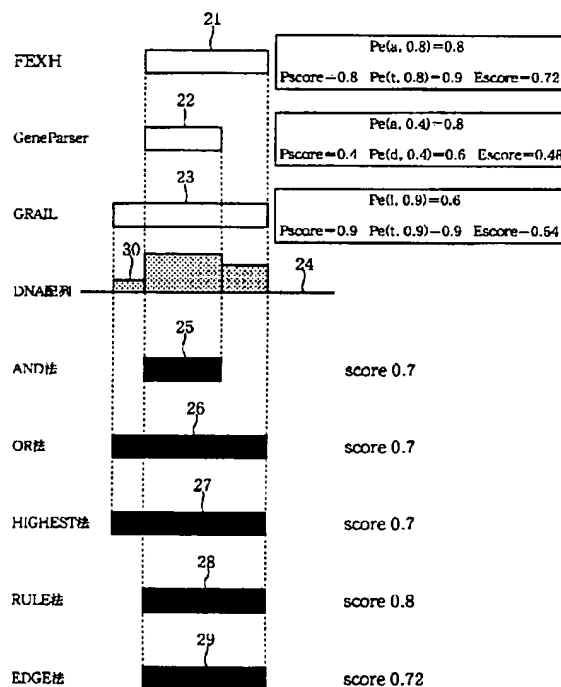 21
FEXH
Pe(a, 0.8)=0.8
Pscore=0.8 Pe(t, 0.8)=0.9 Escore=0.72
22
GeneParser
Pe(a, 0.4)=0.8
Pscore=0.4 Pe(d, 0.4)=0.6 Escore=0.48
23
GRAIL
Pe(i, 0.9)=0.6
Pscore=0.9 Pe(t, 0.9)=0.9 Escore=0.54
30
24
DNA配列
25
AND法 score 0.7
26
OR法 score 0.7
27
HIGHEST法 score 0.7
28
RULE法 score 0.8
29
EDGE法 score 0.72